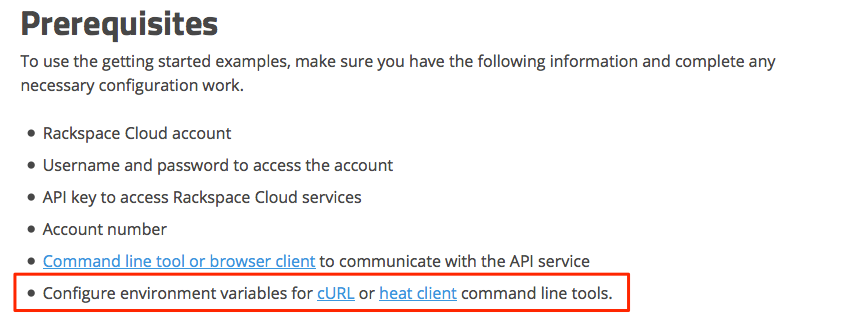 Prerequisites
To use the getting started examples, make sure you have the following information and complete any
necessary configuration work.
• Rackspace Cloud account
• Username and password to access the account
• API key to access Rackspace Cloud services
• Account number
• Command line tool or browser client to communicate with the API service
• Configure environment variables for cURL or heat client command line tools.